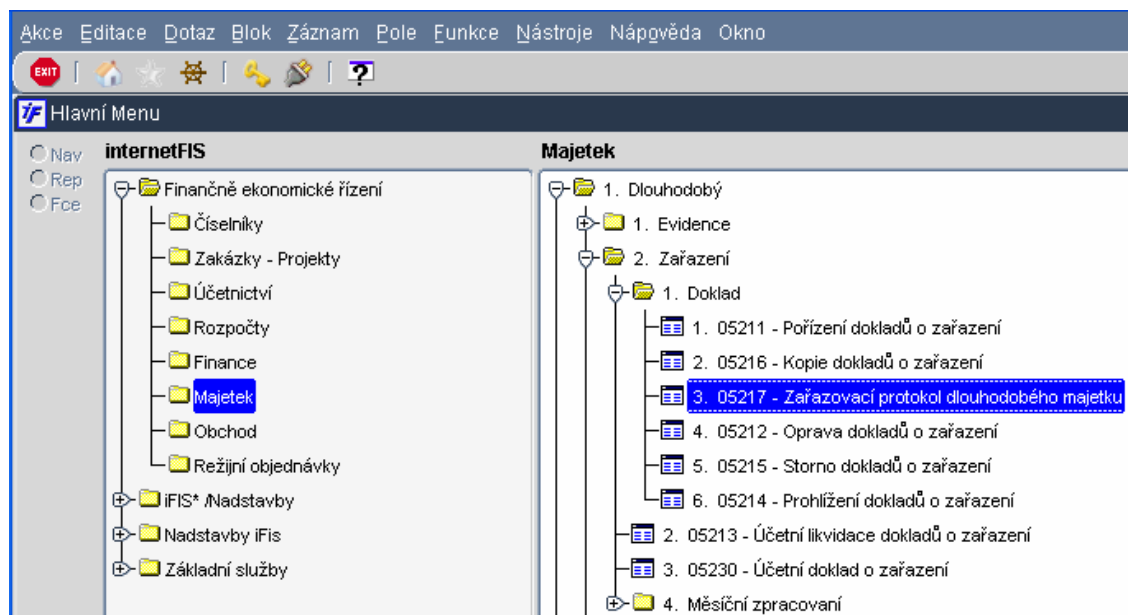 Akce Editace Dotaz Blok Záznam Pole Funkce Nástroje Nápověda Okno
EXIT
iF Hlavní Menu
Nav
Rep
Fce
internetFIS
Finančně ekonomické řízení
Číselníky
Zakázky - Projekty
Účetnictví
Rozpočty
Finance
Majetek
Obchod
Režijní objednávky
iFIS* /Nadstavby
Nadstavby iFis
Základní služby
Majetek
1. Dlouhodobý
1. Evidence
2. Zařazení
1. Doklad
1. 05211 - Pořízení dokladů o zařazení
2. 05216 - Kopie dokladů o zařazení
3. 05217 - Zařazovací protokol dlouhodobého majetku
4. 05212 - Oprava dokladů o zařazení
5. 05215 - Storno dokladů o zařazení
6. 05214 - Prohlížení dokladů o zařazení
2. 05213 - Účetní likvidace dokladů o zařazení
3. 05230 - Účetní doklad o zařazení
4. Měsíční zpracovaní